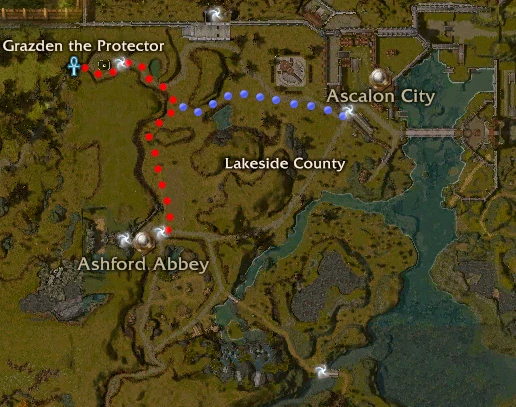 Grazden the Protector
Ascalon City
Lakeside County
Ashford Abbey